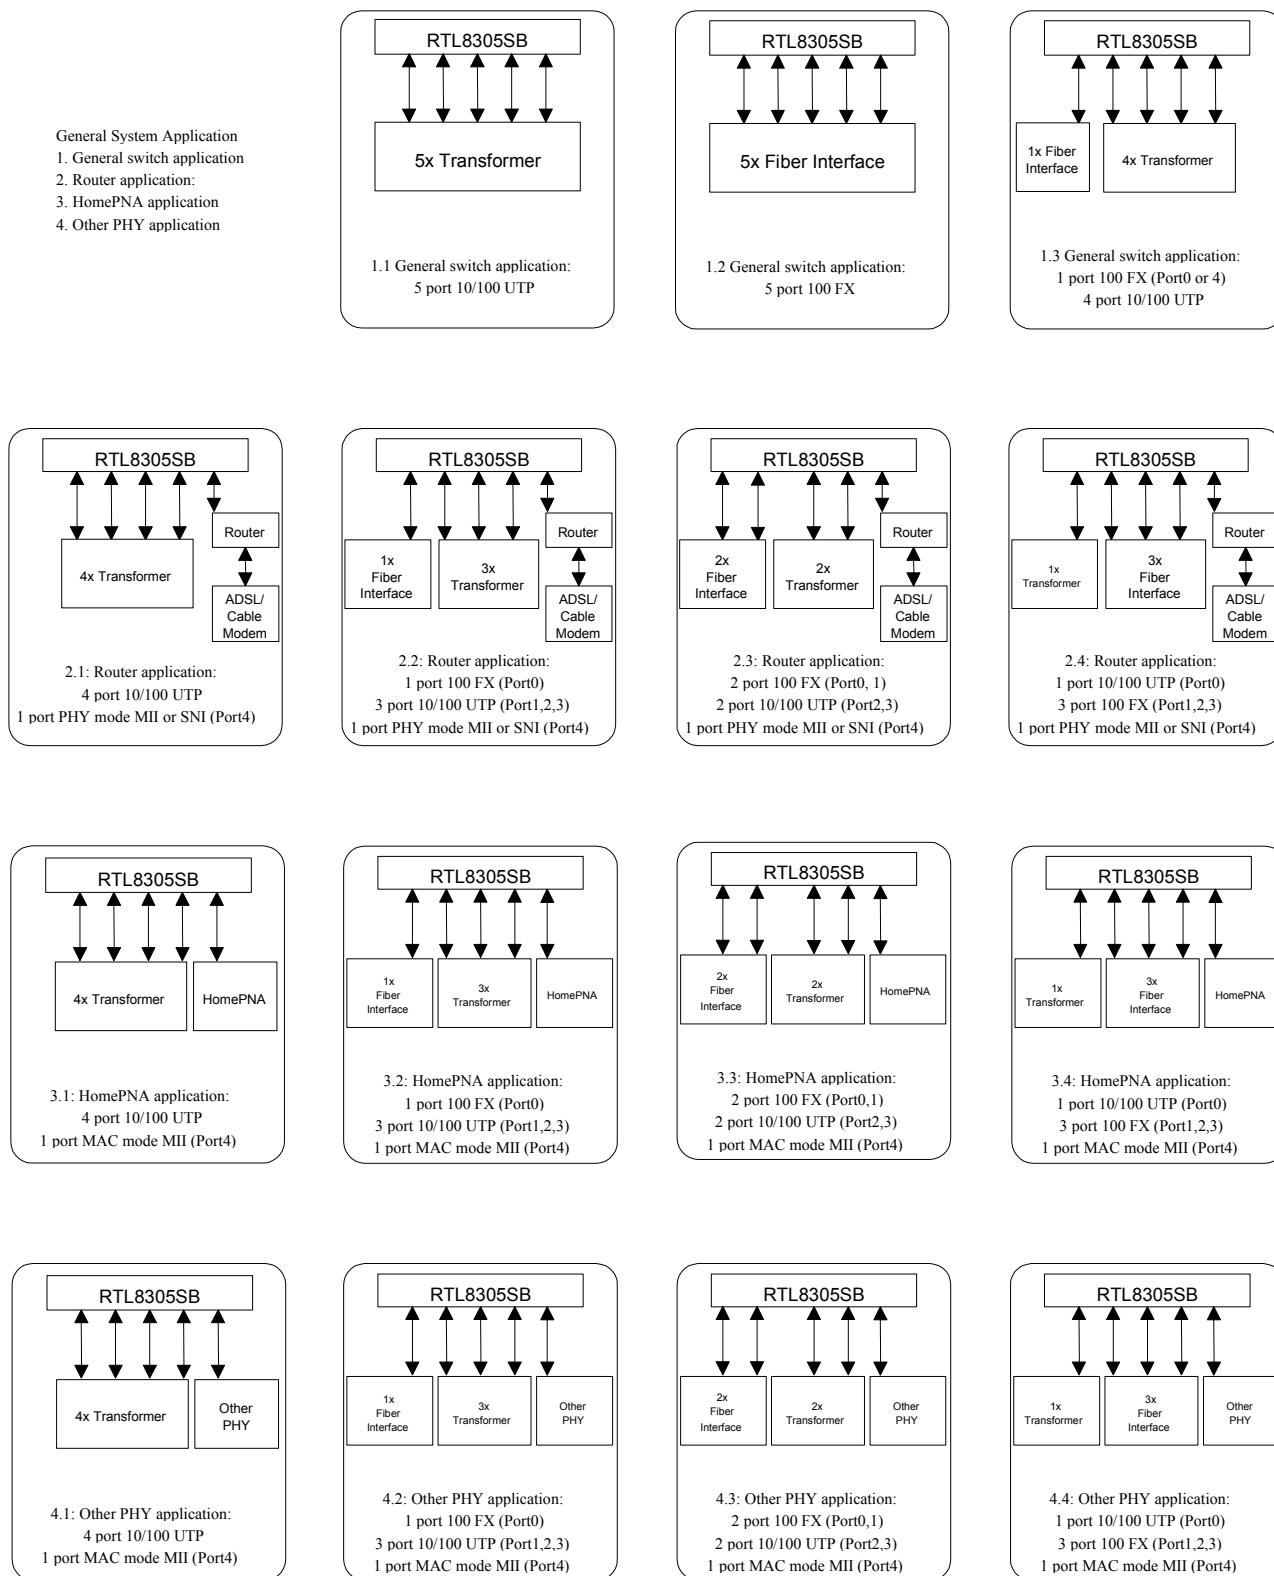 General System Application
1. General switch application
2. Router application:
3. HomePNA application
4. Other PHY application
RTL8305SB
5x Transformer
1.1 General switch application:
5 port 10/100 UTP
RTL8305SB
5x Fiber Interface
1.2 General switch application:
5 port 100 FX
RTL8305SB
1x Fiber
Interface
4x Transformer
1.3 General switch application:
1 port 100 FX (Port0 or 4)
4 port 10/100 UTP
RTL8305SB
Router
4x Transformer
ADSL/
Cable
Modem
2.1: Router application:
4 port 10/100 UTP
1 port PHY mode MII or SNI (Port4)
RTL8305SB
Router
1x
Fiber
Interface
3x
Transformer
ADSL/
Cable
Modem
2.2: Router application:
1 port 100 FX (Port0)
3 port 10/100 UTP (Port1,2,3)
1 port PHY mode MII or SNI (Port4)
RTL8305SB
Router
2x
Fiber
Interface
2x
Transformer
ADSL/
Cable
Modem
2.3: Router application:
2 port 100 FX (Port0, 1)
2 port 10/100 UTP (Port2,3)
1 port PHY mode MII or SNI (Port4)
RTL8305SB
Router
1x
Transformer
3x
Fiber
Interface
ADSL/
Cable
Modem
2.4: Router application:
1 port 10/100 UTP (Port0)
3 port 100 FX (Port1,2,3)
1 port PHY mode MII or SNI (Port4)
RTL8305SB
4x Transformer
HomePNA
3.1: HomePNA application:
4 port 10/100 UTP
1 port MAC mode MII (Port4)
RTL8305SB
1x
Fiber
Interface
3x
Transformer
HomePNA
3.2: HomePNA application:
1 port 100 FX (Port0)
3 port 10/100 UTP (Port1,2,3)
1 port MAC mode MII (Port4)
RTL8305SB
2x
Fiber
Interface
2x
Transformer
HomePNA
3.3: HomePNA application:
2 port 100 FX (Port0,1)
2 port 10/100 UTP (Port2,3)
1 port MAC mode MII (Port4)
RTL8305SB
1x
Transformer
3x
Fiber
Interface
HomePNA
3.4: HomePNA application:
1 port 10/100 UTP (Port0)
3 port 100 FX (Port1,2,3)
1 port MAC mode MII (Port4)
RTL8305SB
4x Transformer
Other
PHY
4.1: Other PHY application:
4 port 10/100 UTP
1 port MAC mode MII (Port4)
RTL8305SB
1x
Fiber
Interface
3x
Transformer
Other
PHY
4.2: Other PHY application:
1 port 100 FX (Port0)
3 port 10/100 UTP (Port1,2,3)
1 port MAC mode MII (Port4)
RTL8305SB
2x
Fiber
Interface
2x
Transformer
Other
PHY
4.3: Other PHY application:
2 port 100 FX (Port0,1)
2 port 10/100 UTP (Port2,3)
1 port MAC mode MII (Port4)
RTL8305SB
1x
Transformer
3x
Fiber
Interface
Other
PHY
4.4: Other PHY application:
1 port 10/100 UTP (Port0)
3 port 100 FX (Port1,2,3)
1 port MAC mode MII (Port4)